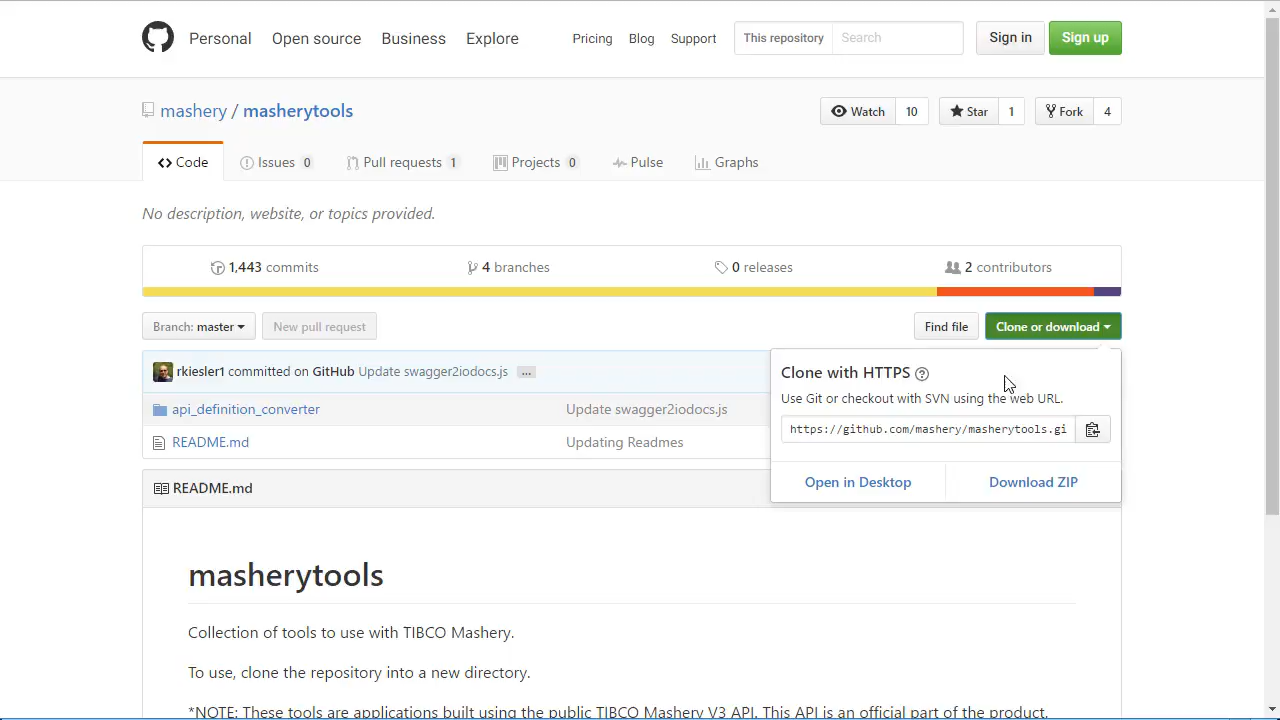 Personal Open source Business Explore Pricing Blog Support This repository Search Sign in Sign up
mashery / masherytools Watch 10 Star 1 Fork 4
Code Issues 0 Pull requests 1 Projects 0 Pulse Graphs
No description, website, or topics provided.
1,443 commits 4 branches 0 releases 2 contributors
Branch: master New pull request Find file Clone or download
rkiesler1 committed on GitHub Update swagger2iodocs.js ...
api_definition_converter Update swagger2iodocs.js
README.md Updating Readmes
Clone with HTTPS ?
Use Git or checkout with SVN using the web URL.
https://github.com/mashery/masherytools.gi
Open in Desktop Download ZIP
README.md
masherytools
Collection of tools to use with TIBCO Mashery.
To use, clone the repository into a new directory.
*NOTE: These tools are applications built using the public TIBCO Mashery V3 API. This API is an official part of the product.